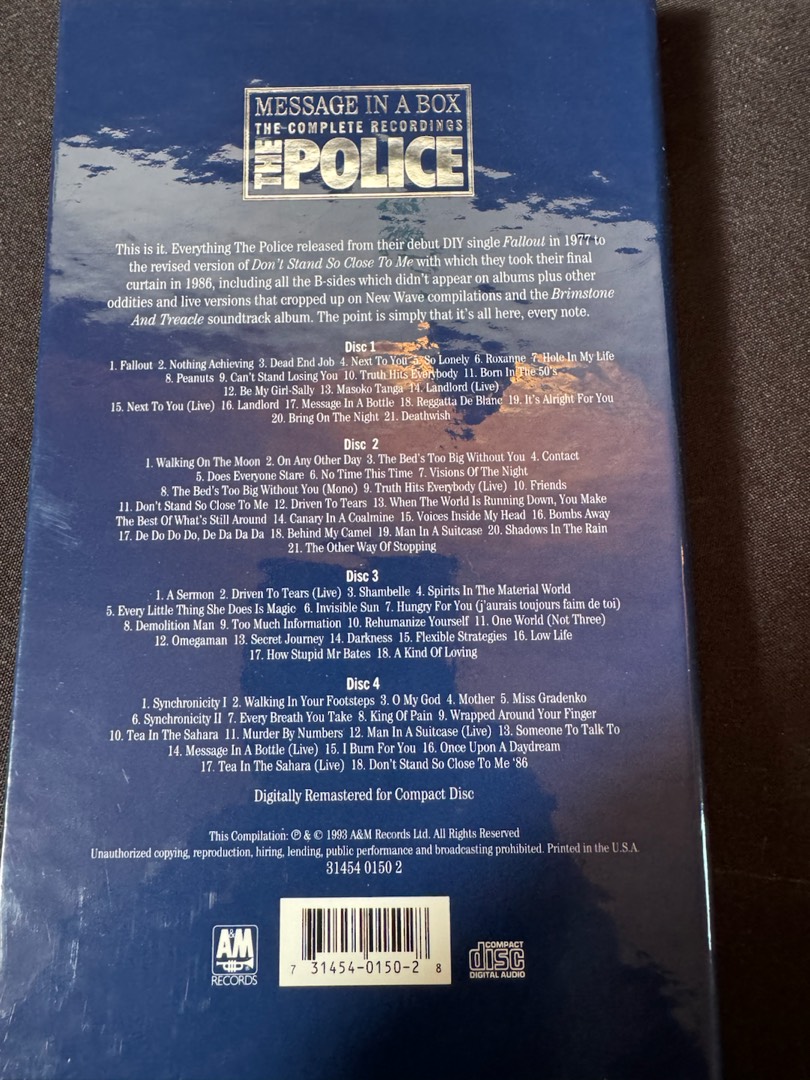 MESSAGE IN A BOX
THE COMPLETE RECORDINGS
THE POLICE
This is it. Everything The Police released from their debut DIY single Fallout in 1977 to
the revised version of Don't Stand So Close To Me with which they took their final
curtain in 1986, including all the B-sides which didn't appear on albums plus other
oddities and live versions that cropped up on New Wave compilations and the Brimstone
And Treacle soundtrack album. The point is simply that it's all here, every note.
Disc 1
1. Fallout 2. Nothing Achieving 3. Dead End Job 4. Next To You 5. So Lonely 6. Roxanne 7. Hole In My Life
8. Peanuts 9. Can't Stand Losing You 10. Truth Hits Everybody 11. Born In The 50's
12. Be My Girl-Sally 13. Masoko Tanga 14. Landlord (Live)
15. Next To You (Live) 16. Landlord 17. Message In A Bottle 18. Reggatta De Blanc 19. It's Alright For You
20. Bring On The Night 21. Deathwish
Disc 2
1. Walking On The Moon 2. On Any Other Day 3. The Bed's Too Big Without You 4. Contact
5. Does Everyone Stare 6. No Time This Time 7. Visions Of The Night
8. The Bed's Too Big Without You (Mono) 9. Truth Hits Everybody (Live) 10. Friends
11. Don't Stand So Close To Me 12. Driven To Tears 13. When The World Is Running Down, You Make
The Best Of What's Still Around 14. Canary In A Coalmine 15. Voices Inside My Head 16. Bombs Away
17. De Do Do Do, De Da Da Da 18. Behind My Camel 19. Man In A Suitcase 20. Shadows In The Rain
21. The Other Way Of Stopping
Disc 3
1. A Sermon 2. Driven To Tears (Live) 3. Shambelle 4. Spirits In The Material World
5. Every Little Thing She Does Is Magic 6. Invisible Sun 7. Hungry For You (j'aurais toujours faim de toi)
8. Demolition Man 9. Too Much Information 10. Rehumanize Yourself 11. One World (Not Three)
12. Omegaman 13. Secret Journey 14. Darkness 15. Flexible Strategies 16. Low Life
17. How Stupid Mr Bates 18. A Kind Of Loving
Disc 4
1. Synchronicity I 2. Walking In Your Footsteps 3. O My God 4. Mother 5. Miss Gradenko
6. Synchronicity II 7. Every Breath You Take 8. King Of Pain 9. Wrapped Around Your Finger
10. Tea In The Sahara 11. Murder By Numbers 12. Man In A Suitcase (Live) 13. Someone To Talk To
14. Message In A Bottle (Live) 15. I Burn For You 16. Once Upon A Daydream
17. Tea In The Sahara (Live) 18. Don't Stand So Close To Me '86
Digitally Remastered for Compact Disc
This Compilation: ℗ & © 1993 A&M Records Ltd. All Rights Reserved
Unauthorized copying, reproduction, hiring, lending, public performance and broadcasting prohibited. Printed in the U.S.A.
31454 0150 2
A&M
RECORDS
7 31454-0150-2 8
COMPACT
disc
DIGITAL AUDIO